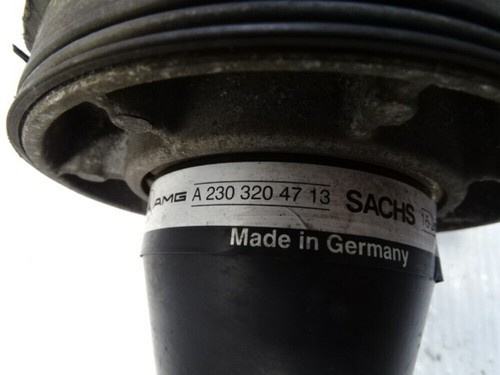 AMG A 230 320 47 13 SACHS
Made in Germany